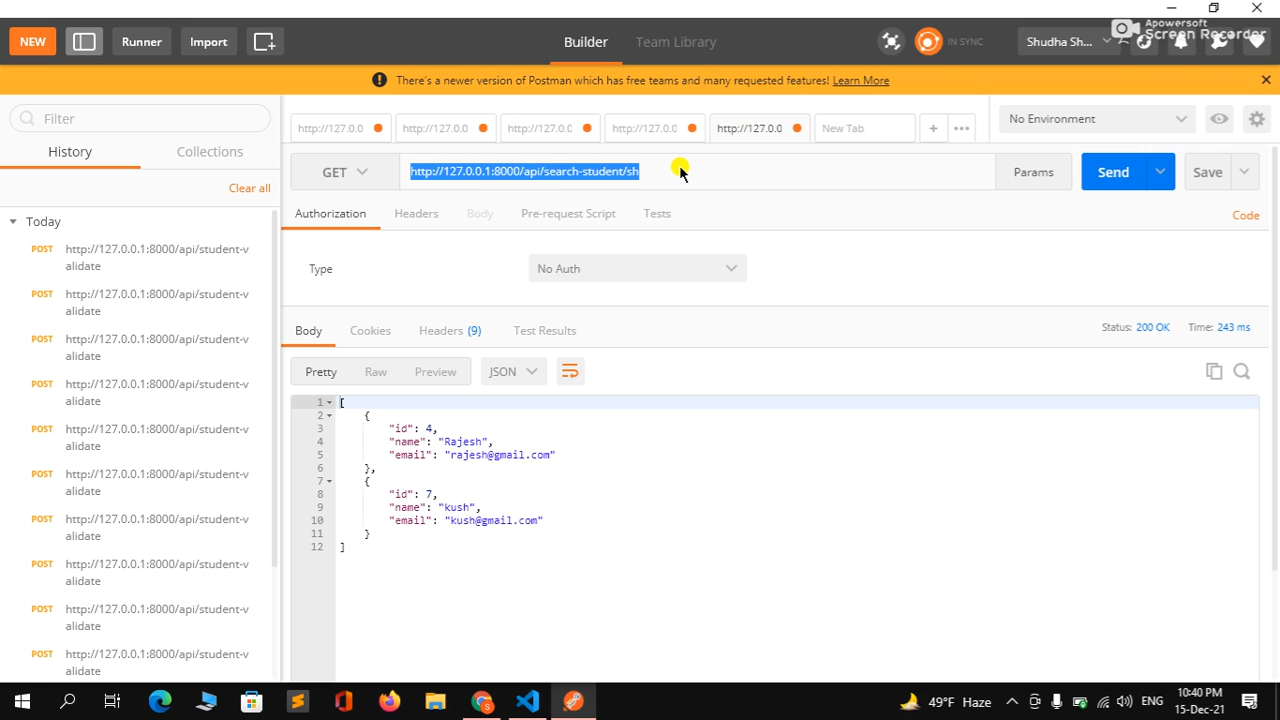 NEW
Runner
Import
Builder
Team Library
IN SYNC
Shudha Sh...
Apowersoft
Screen Recorder
There's a newer version of Postman which has free teams and many requested features! Learn More
Filter
History
Collections
Clear all
Today
POST http://127.0.0.1:8000/api/student-v
alidate
POST http://127.0.0.1:8000/api/student-v
alidate
POST http://127.0.0.1:8000/api/student-v
alidate
POST http://127.0.0.1:8000/api/student-v
alidate
POST http://127.0.0.1:8000/api/student-v
alidate
POST http://127.0.0.1:8000/api/student-v
alidate
POST http://127.0.0.1:8000/api/student-v
alidate
POST http://127.0.0.1:8000/api/student-v
alidate
POST http://127.0.0.1:8000/api/student-v
alidate
POST http://127.0.0.1:8000/api/student-v
alidate
http://127.0.0 http://127.0.0 http://127.0.0 http://127.0.0 http://127.0.0 New Tab + •••
No Environment
GET http://127.0.0.1:8000/api/search-student/sh Params Send Save
Authorization Headers Body Pre-request Script Tests Code
Type No Auth
Body Cookies Headers (9) Test Results Status: 200 OK Time: 243 ms
Pretty Raw Preview JSON
1 [
2 {
3 "id": 4,
4 "name": "Rajesh",
5 "email": "rajesh@gmail.com"
6 },
7 {
8 "id": 7,
9 "name": "kush",
10 "email": "kush@gmail.com"
11 }
12 ]
49°F Haze ENG 10:40 PM
15-Dec-21